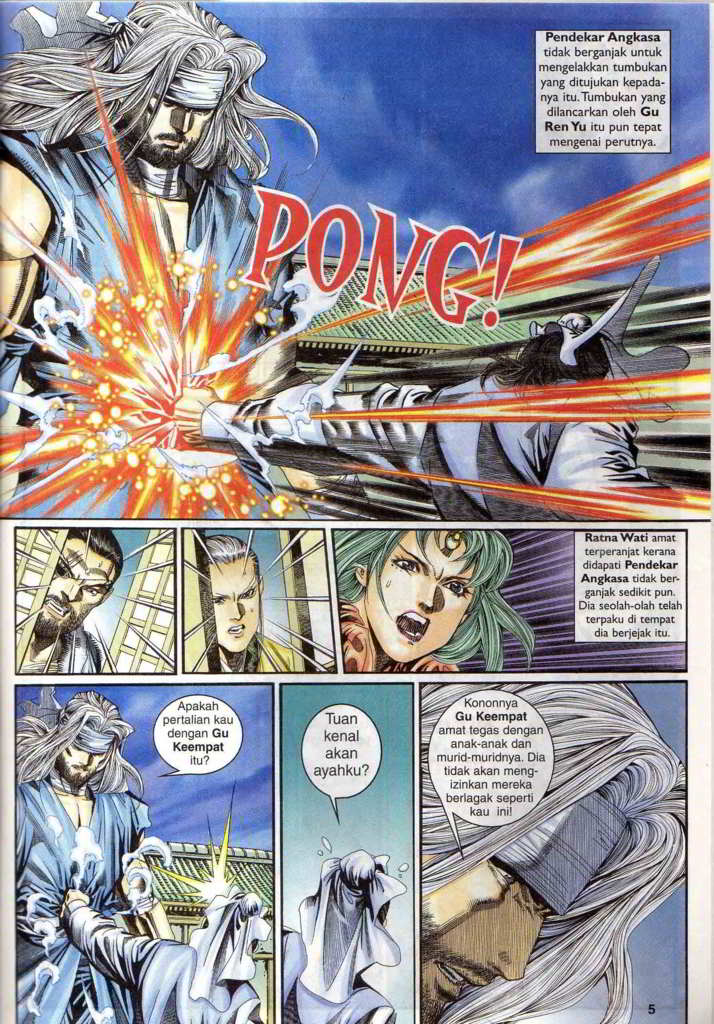 Pendekar Angkasa
tidak berganjak untuk
mengelakkan tumbukan
yang ditujukan kepada-
nya itu. Tumbukan yang
dilancarkan oleh Gu
Ren Yu itu pun tepat
mengenai perutnya.
PONG!
Ratna Wati amat
terperanjat kerana
didapati Pendekar
Angkasa tidak ber-
ganjak sedikit pun.
Dia seolah-olah telah
terpaku di tempat
dia berjejak itu.
Apakah
pertalian kau
dengan Gu
Keempat
itu?
Tuan
kenal
akan
ayahku?
Kononnya
Gu Keempat
amat tegas dengan
anak-anak dan
murid-muridnya. Dia
tidak akan meng-
izinkan mereka
berlagak seperti
kau ini!
5